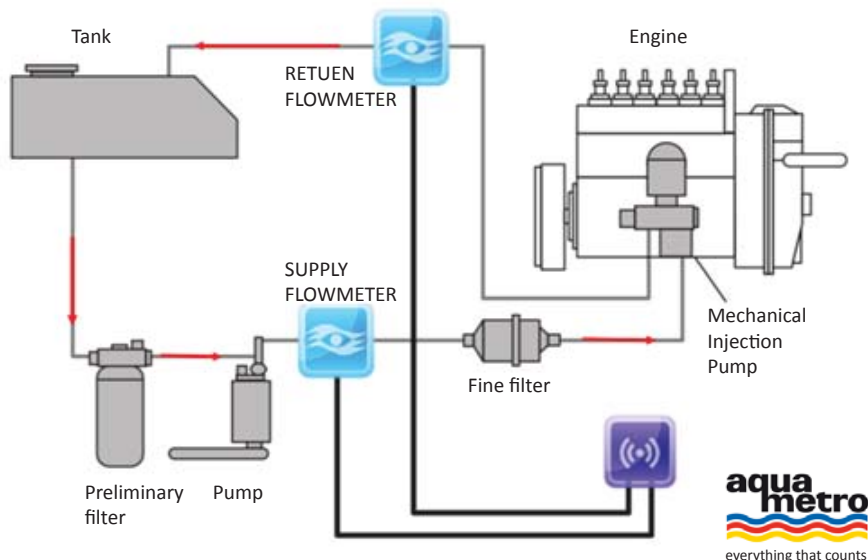 Tank
Engine
RETUEN
FLOWMETER
SUPPLY
FLOWMETER
Mechanical
Injection
Pump
Fine filter
Preliminary
filter
Pump
aqua
metro
everything that counts